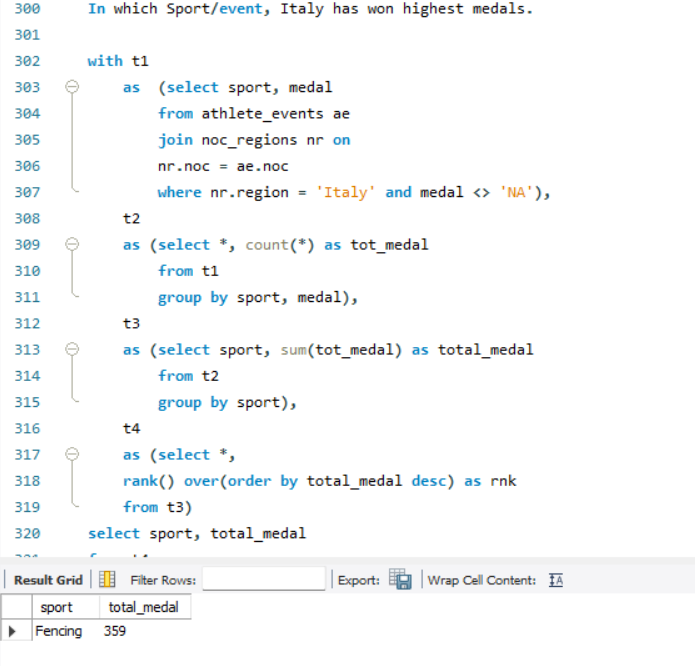 300 In which Sport/event, Italy has won highest medals.
301
302 with t1
303 as (select sport, medal
304 from athlete_events ae
305 join noc_regions nr on
306 nr.noc = ae.noc
307 where nr.region = 'Italy' and medal <> 'NA'),
308 t2
309 as (select *, count(*) as tot_medal
310 from t1
311 group by sport, medal),
312 t3
313 as (select sport, sum(tot_medal) as total_medal
314 from t2
315 group by sport),
316 t4
317 as (select *,
318 rank() over(order by total_medal desc) as rnk
319 from t3)
320 select sport, total_medal
Result Grid Filter Rows: Export: Wrap Cell Content: IA
sport total_medal
Fencing 359